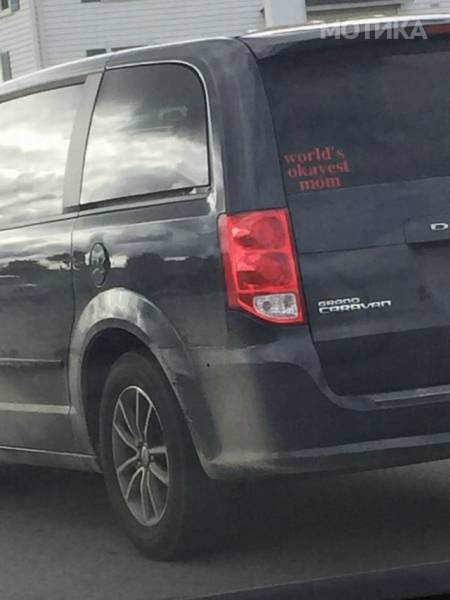 МОТИКА
world's
okayest
mom
D
GRAND
CARAVAN